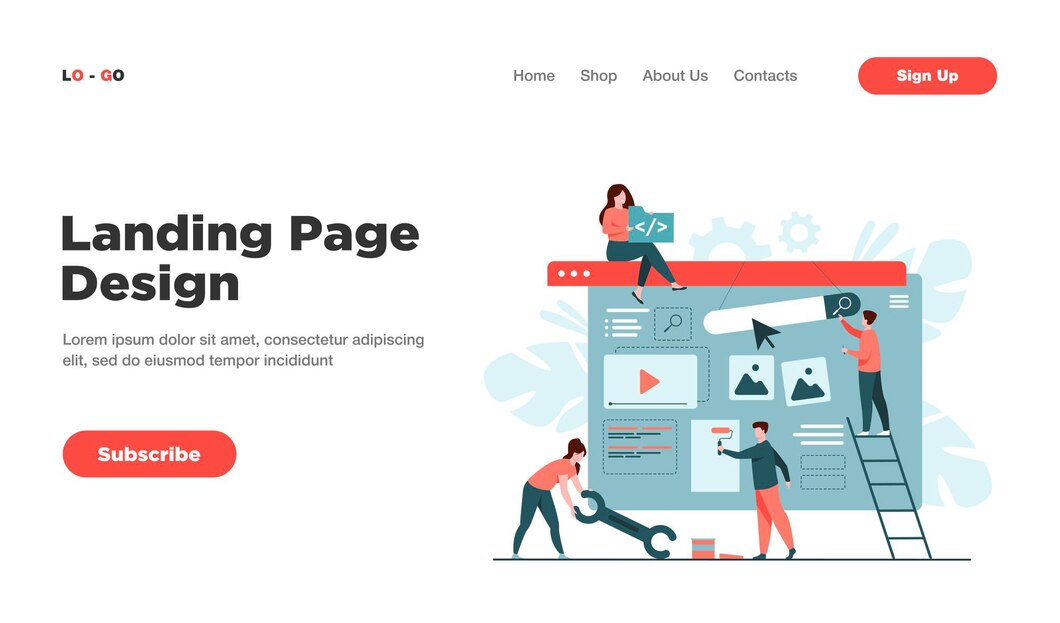 LO - GO
Home Shop About Us Contacts Sign Up
Landing Page
Design
Lorem ipsum dolor sit amet, consectetur adipiscing
elit, sed do eiusmod tempor incididunt
Subscribe
</>